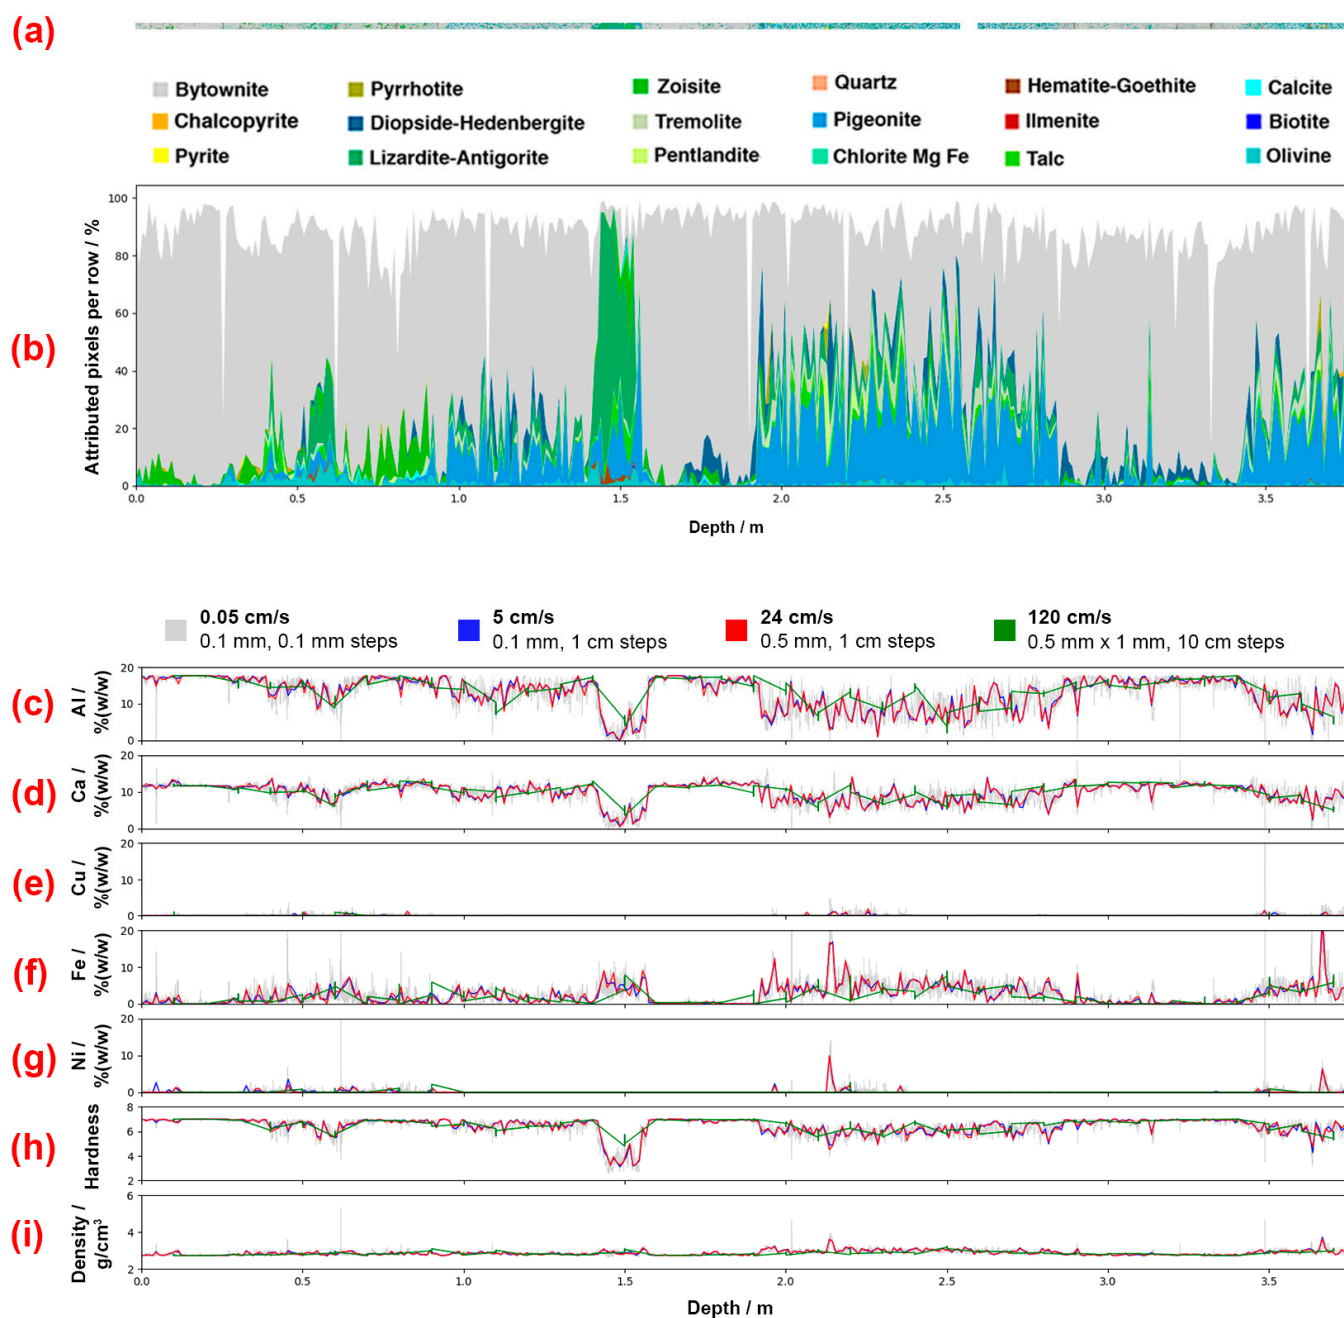 (a)
Bytownite Pyrrhotite Zoisite Quartz Hematite-Goethite Calcite
Chalcopyrite Diopside-Hedenbergite Tremolite Pigeonite Ilmenite Biotite
Pyrite Lizardite-Antigorite Pentlandite Chlorite Mg Fe Talc Olivine
(b)
Attributed pixels per row / %
100
80
60
40
20
0
0.0 0.5 1.0 1.5 2.0 2.5 3.0 3.5
Depth / m
0.05 cm/s 5 cm/s 24 cm/s 120 cm/s
0.1 mm, 0.1 mm steps 0.1 mm, 1 cm steps 0.5 mm, 1 cm steps 0.5 mm x 1 mm, 10 cm steps
(c)
Al /
%(w/w)
20
10
0
(d)
Ca /
%(w/w)
20
10
0
(e)
Cu /
%(w/w)
20
10
0
(f)
Fe /
%(w/w)
20
10
0
(g)
Ni /
%(w/w)
20
10
0
(h)
Hardness
8
6
4
2
(i)
Density /
g/cm³
6
4
2
0.0 0.5 1.0 1.5 2.0 2.5 3.0 3.5
Depth / m